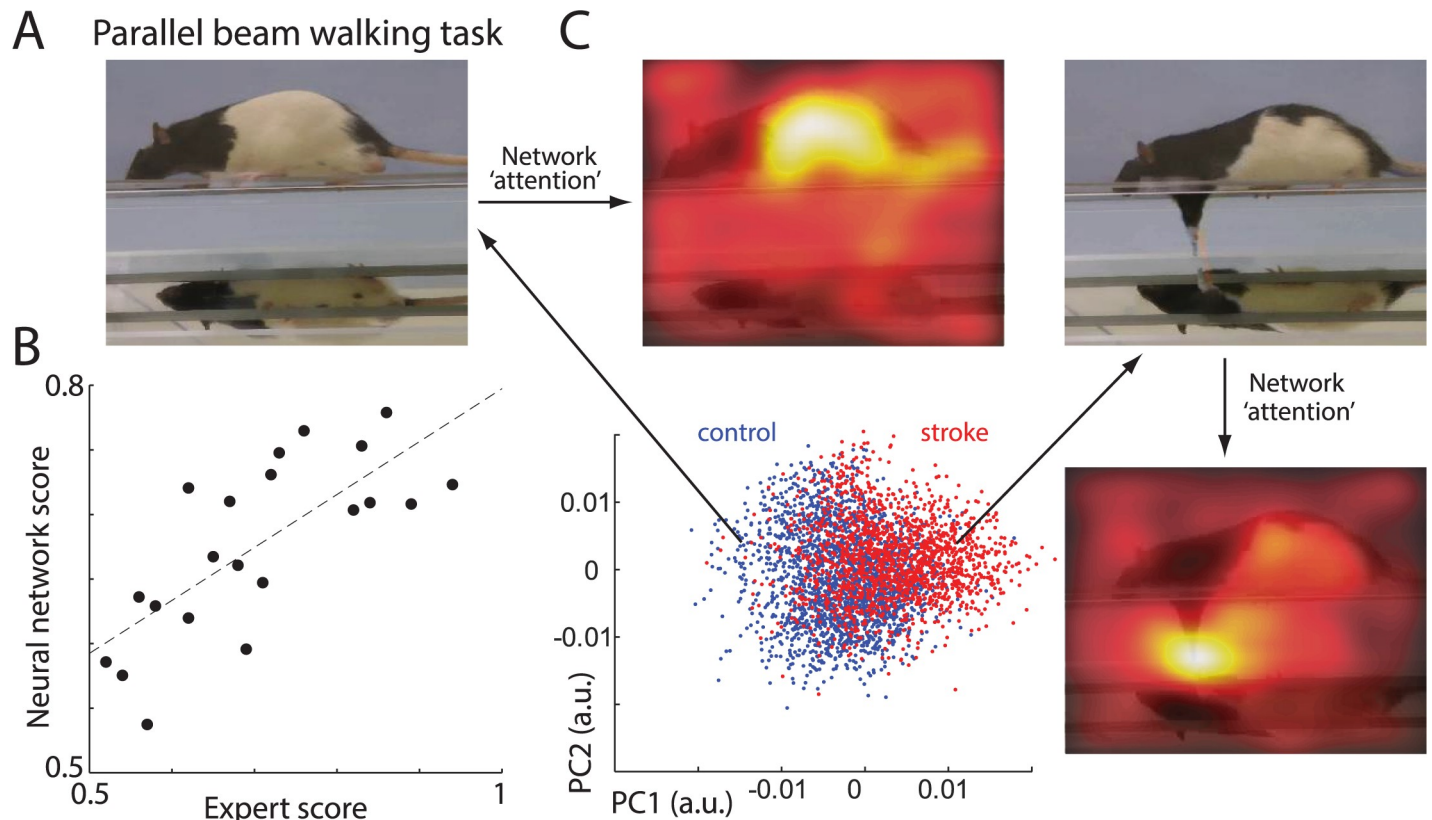 A
Parallel beam walking task
C
Network
‘attention’
B
0.8
Neural network score
0.5
0.5
Expert score
1
control
stroke
0.01
0
-0.01
PC2 (a.u.)
PC1 (a.u.)
-0.01
0
0.01
Network
‘attention’